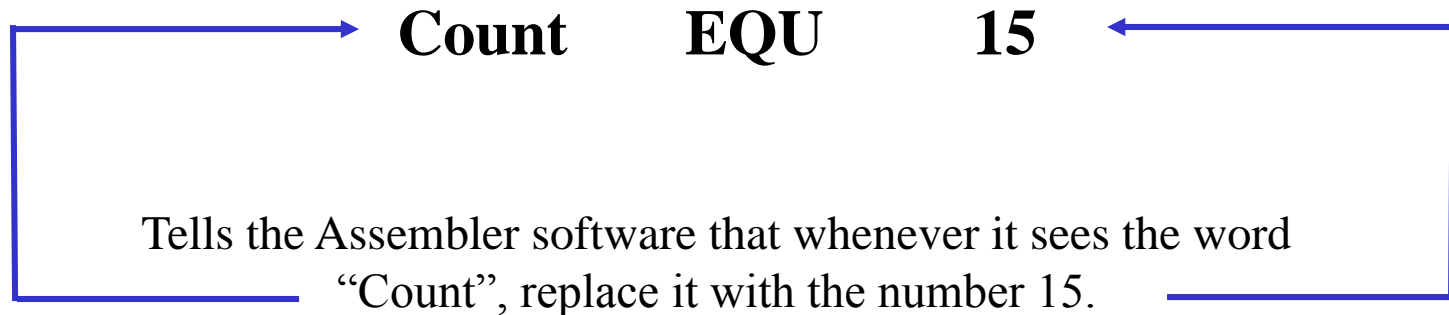 Count EQU 15
Tells the Assembler software that whenever it sees the word
“Count”, replace it with the number 15.